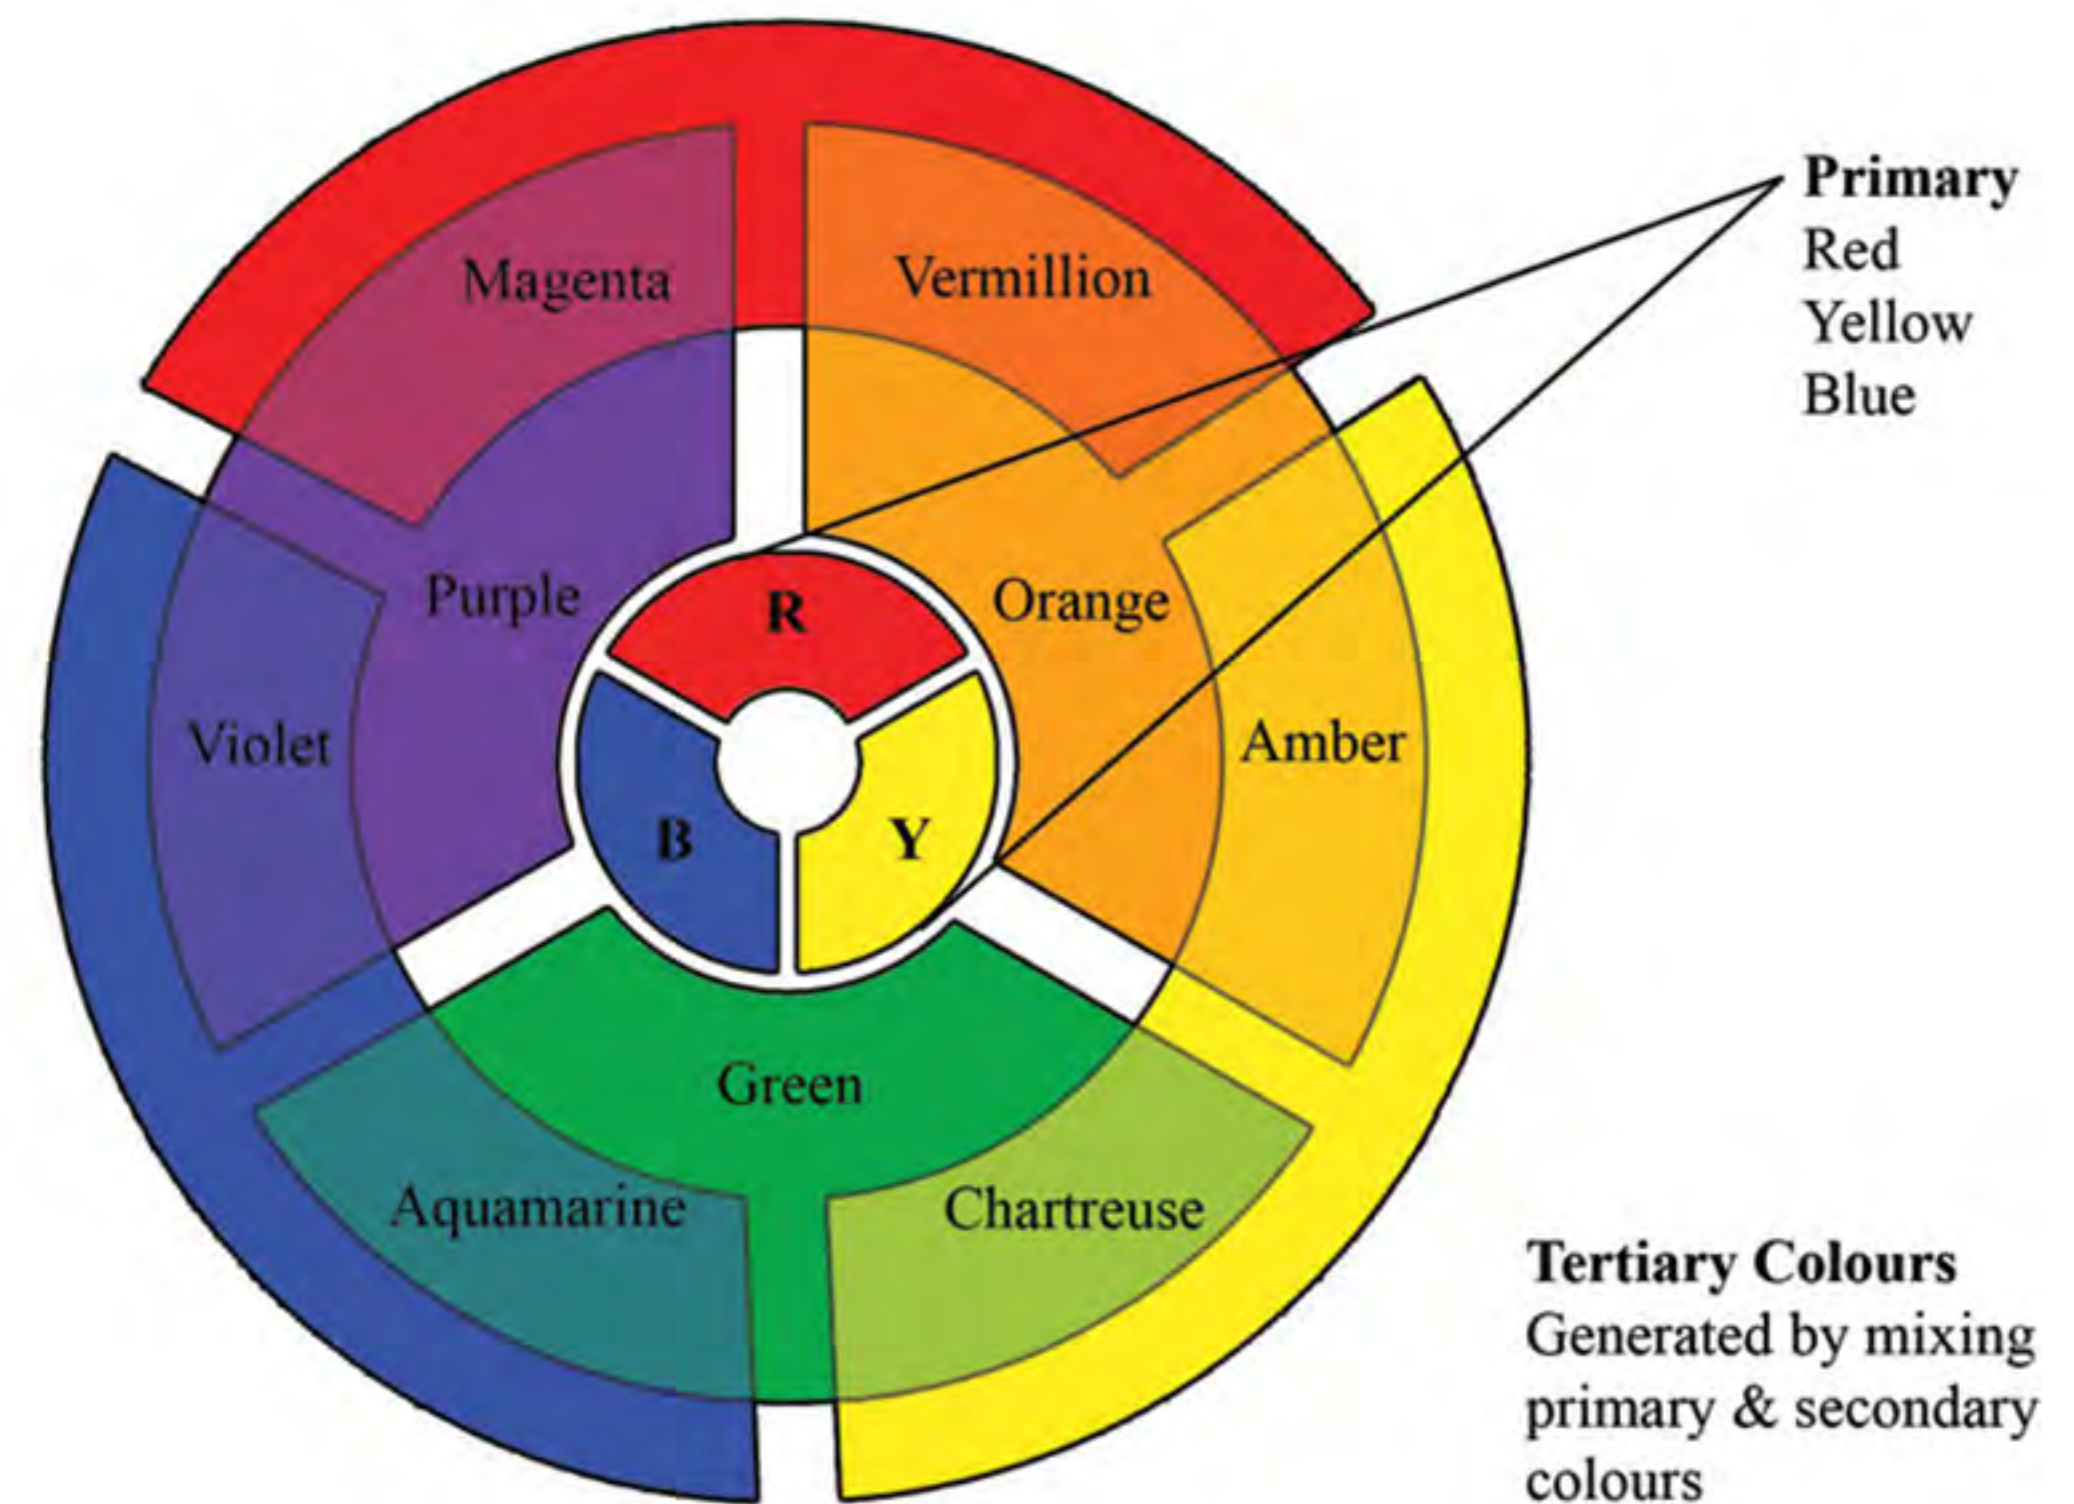 Primary
Red
Yellow
Blue
Magenta
Vermillion
Purple
R
Orange
Violet
Amber
B
Y
Green
Aquamarine
Chartreuse
Tertiary Colours
Generated by mixing
primary & secondary
colours